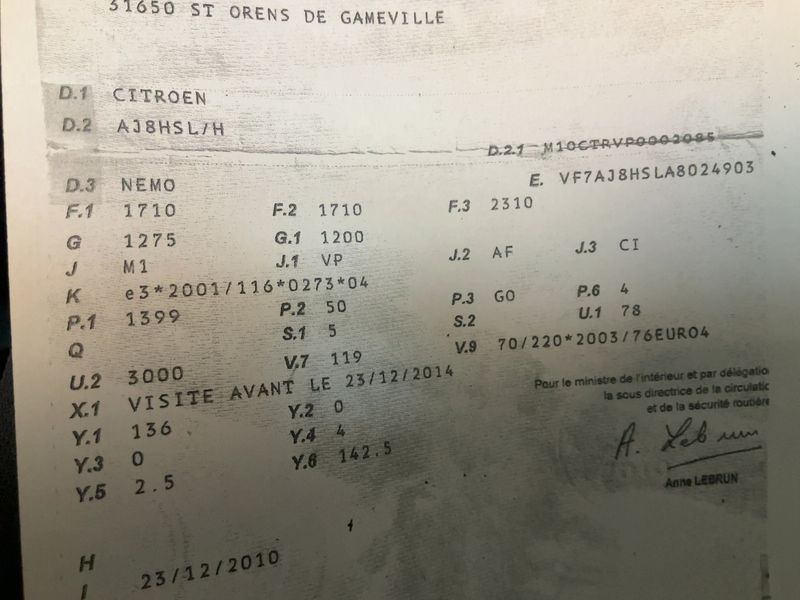 31650 ST ORENS DE GAMEVILLE
D.1 CITROEN
D.2 AJ8HSL/H
D.2.1 M10CTRVP0002085
D.3 NEMO
E. VF7AJ8HSLA8024903
F.1 1710 F.2 1710 F.3 2310
G 1275 G.1 1200
J M1 J.1 VP J.2 AF J.3 CI
K e3*2001/116*0273*04
P.1 1399 P.2 50 P.3 GO P.6 4
Q S.1 5 S.2 U.1 78
U.2 3000 V.7 119 V.9 70/220*2003/76EURO4
X.1 VISITE AVANT LE 23/12/2014
Y.1 136 Y.2 0
Y.3 0 Y.4 4
Y.5 2.5 Y.6 142.5
Pour le ministre de l'intérieur et par délégatio
la sous directrice de la circulatio
et de la sécurité routière
A. Lebrun
Anne LEBRUN
H
I 23/12/2010